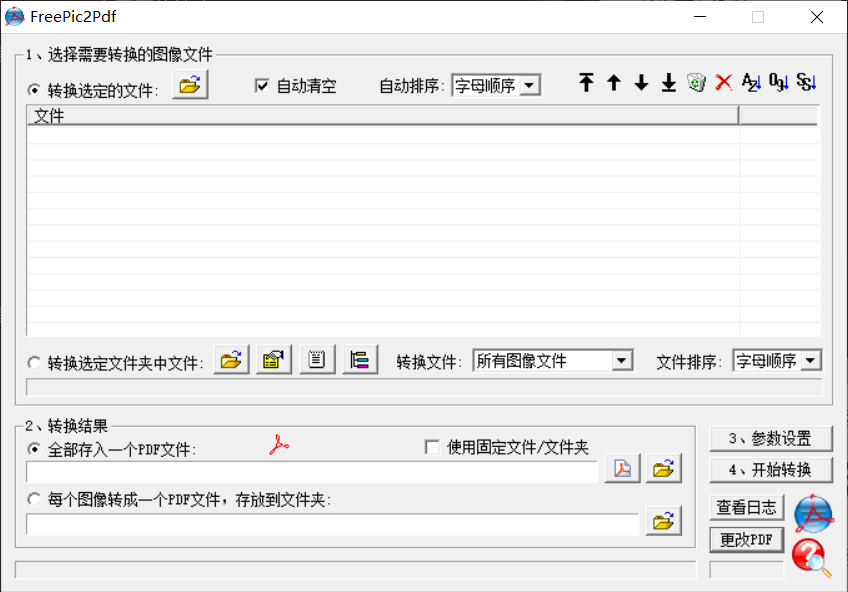 FreePic2Pdf
1、选择需要转换的图像文件
转换选定的文件: 自动清空 自动排序: 字母顺序
文件
转换选定文件夹中文件: 转换文件: 所有图像文件 文件排序: 字母顺序
2、转换结果
全部存入一个PDF文件: 使用固定文件/文件夹
每个图像转成一个PDF文件，存放到文件夹:
3、参数设置
4、开始转换
查看日志
更改PDF